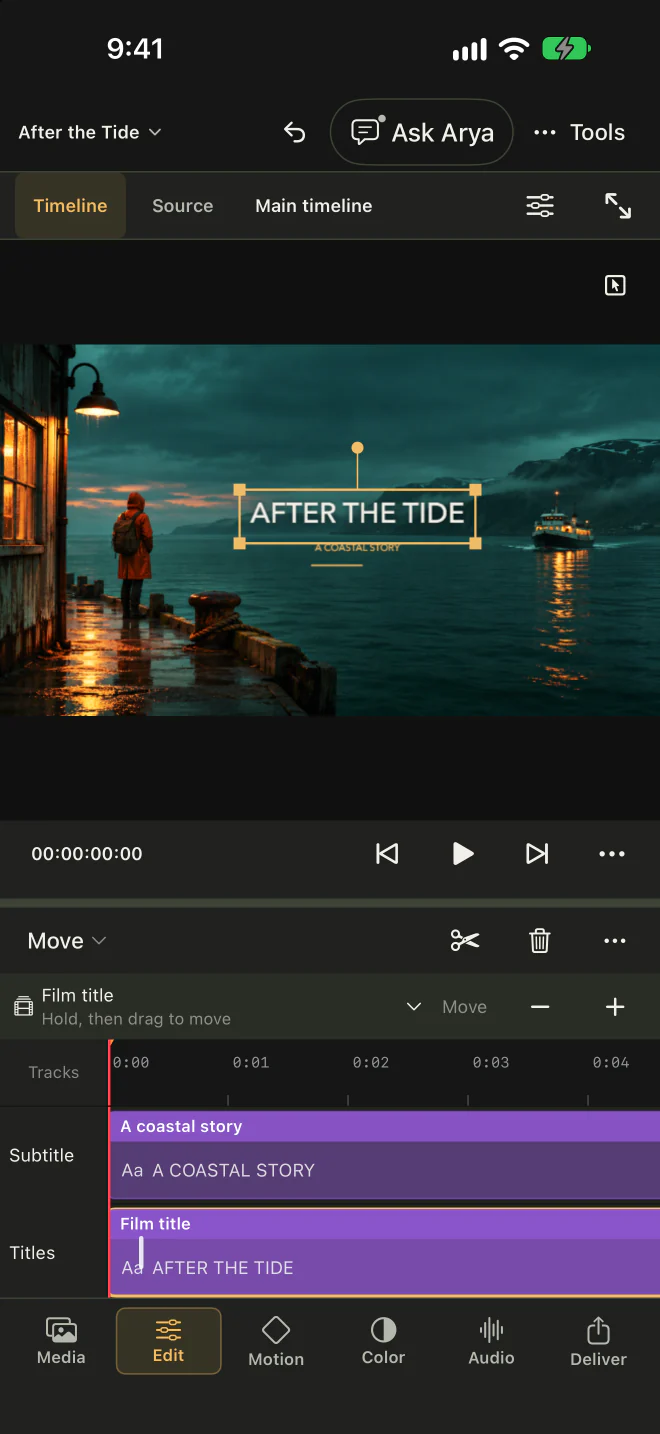 9:41
After the Tide
Ask Arya
Tools
Timeline
Source
Main timeline
AFTER THE TIDE
A COASTAL STORY
00:00:00:00
Move
Film title
Hold, then drag to move
Move
Tracks
0:00
0:01
0:02
0:03
0:04
Subtitle
A coastal story
Aa A COASTAL STORY
Titles
Film title
Aa AFTER THE TIDE
Media
Edit
Motion
Color
Audio
Deliver